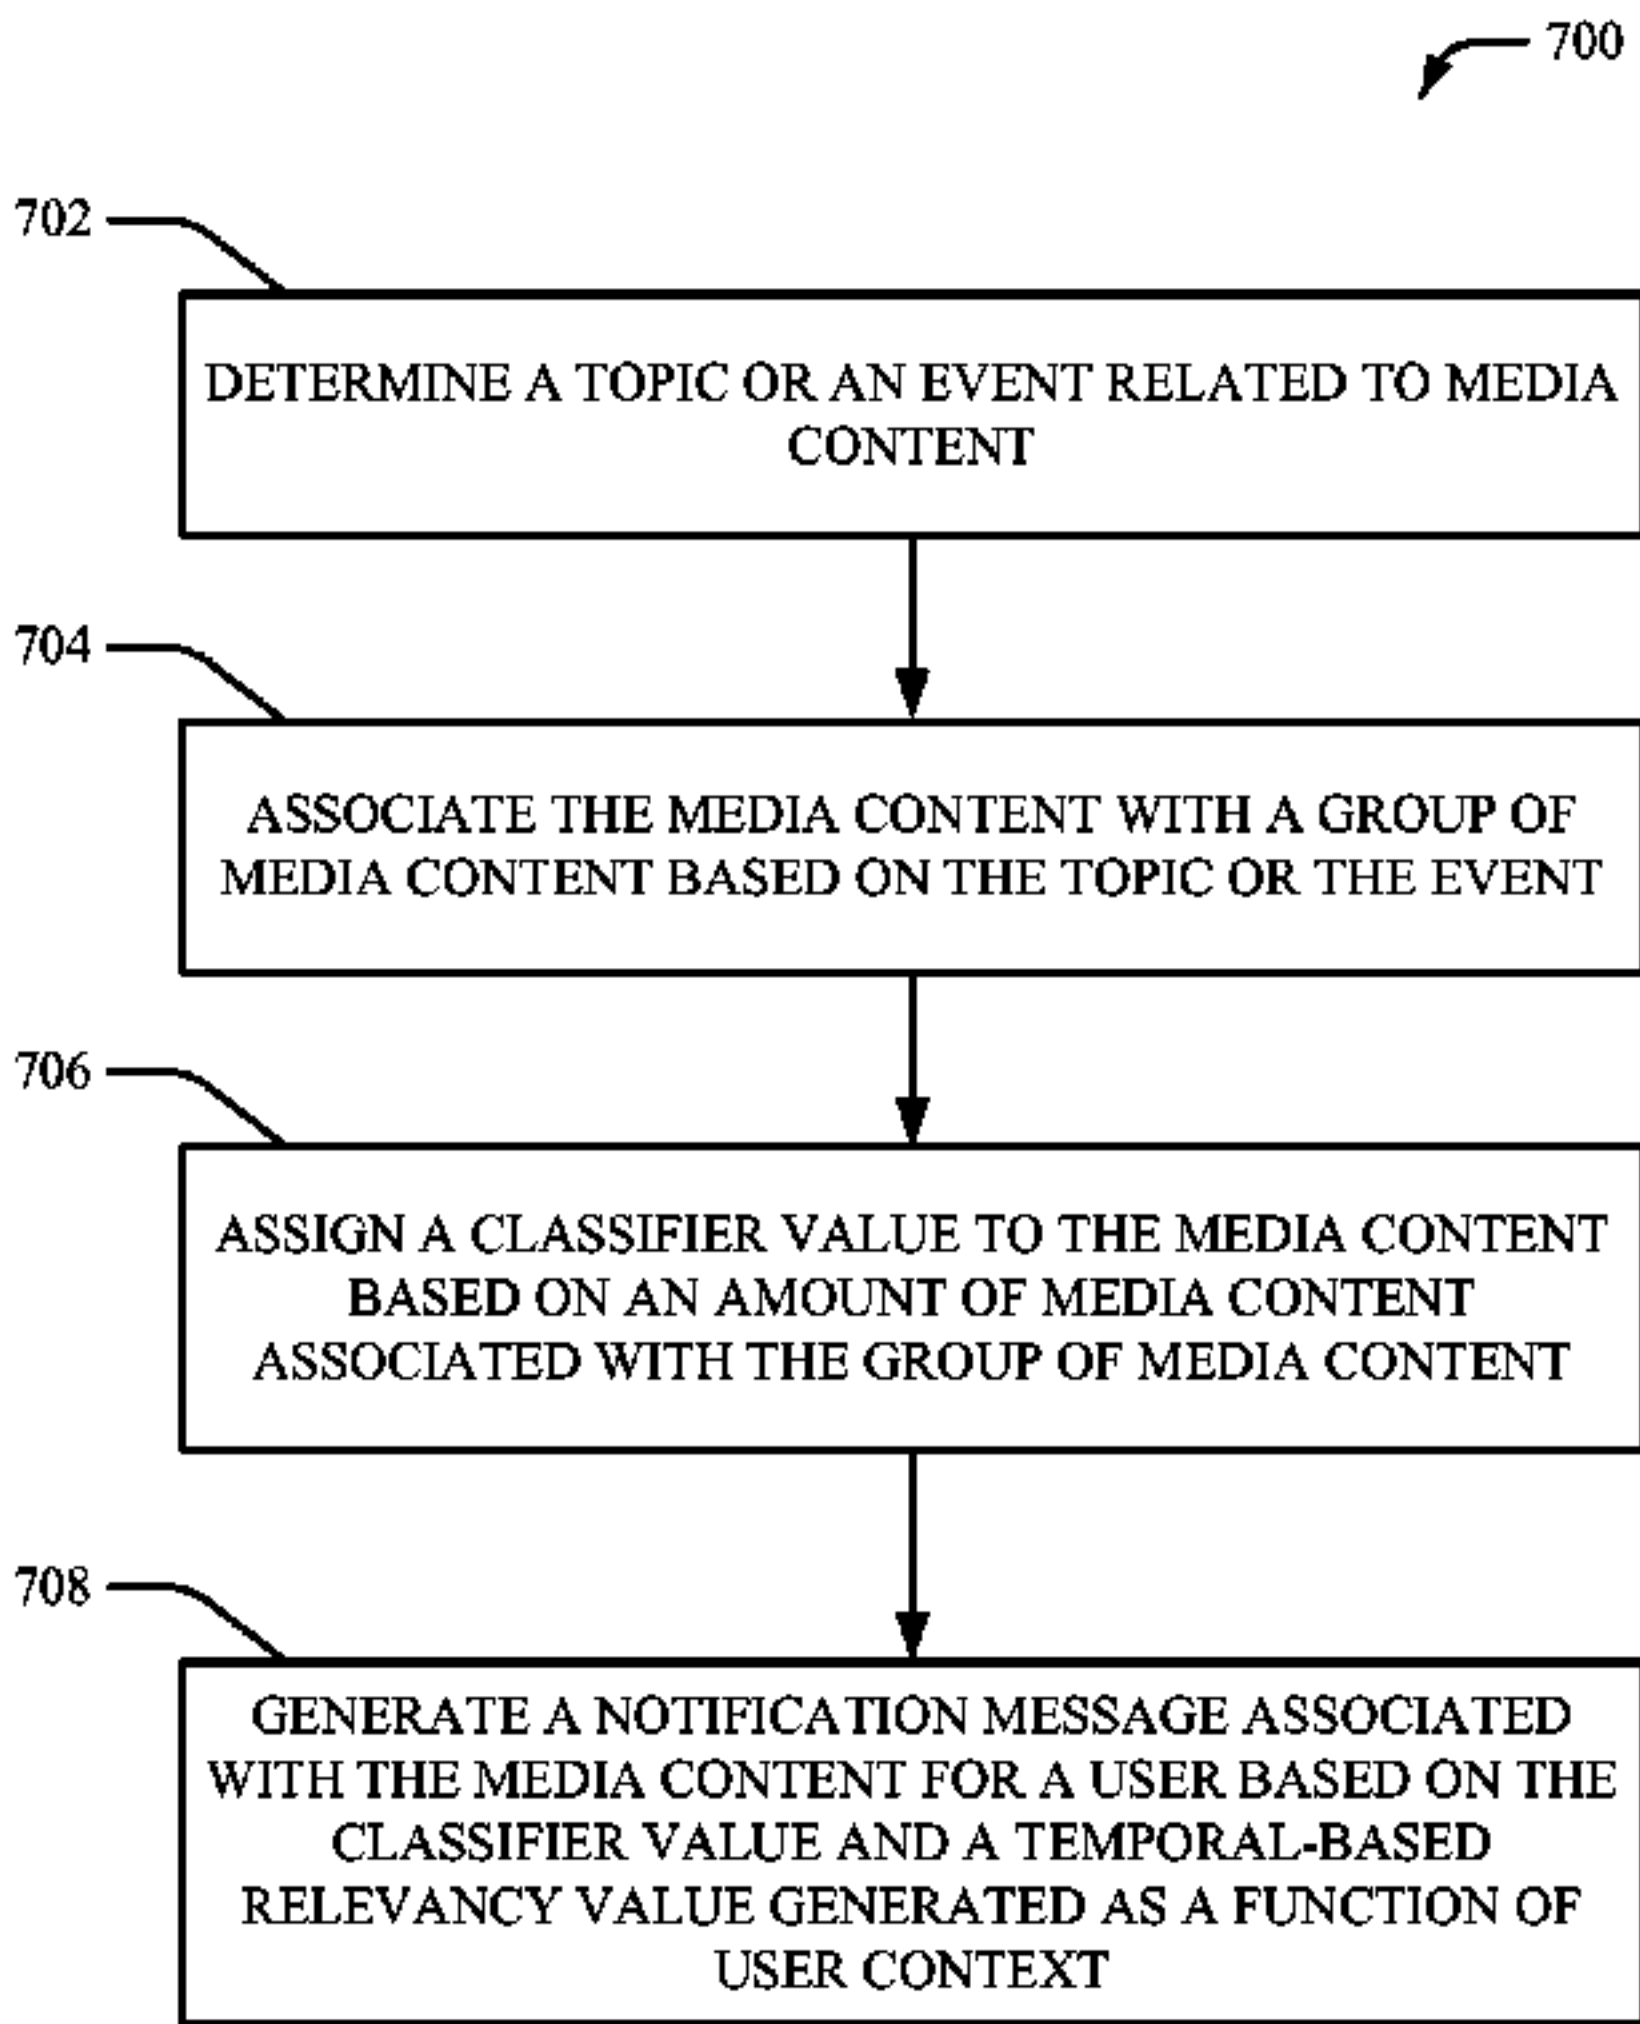 700
702
DETERMINE A TOPIC OR AN EVENT RELATED TO MEDIA
CONTENT
704
ASSOCIATE THE MEDIA CONTENT WITH A GROUP OF
MEDIA CONTENT BASED ON THE TOPIC OR THE EVENT
706
ASSIGN A CLASSIFIER VALUE TO THE MEDIA CONTENT
BASED ON AN AMOUNT OF MEDIA CONTENT
ASSOCIATED WITH THE GROUP OF MEDIA CONTENT
708
GENERATE A NOTIFICATION MESSAGE ASSOCIATED
WITH THE MEDIA CONTENT FOR A USER BASED ON THE
CLASSIFIER VALUE AND A TEMPORAL-BASED
RELEVANCY VALUE GENERATED AS A FUNCTION OF
USER CONTEXT